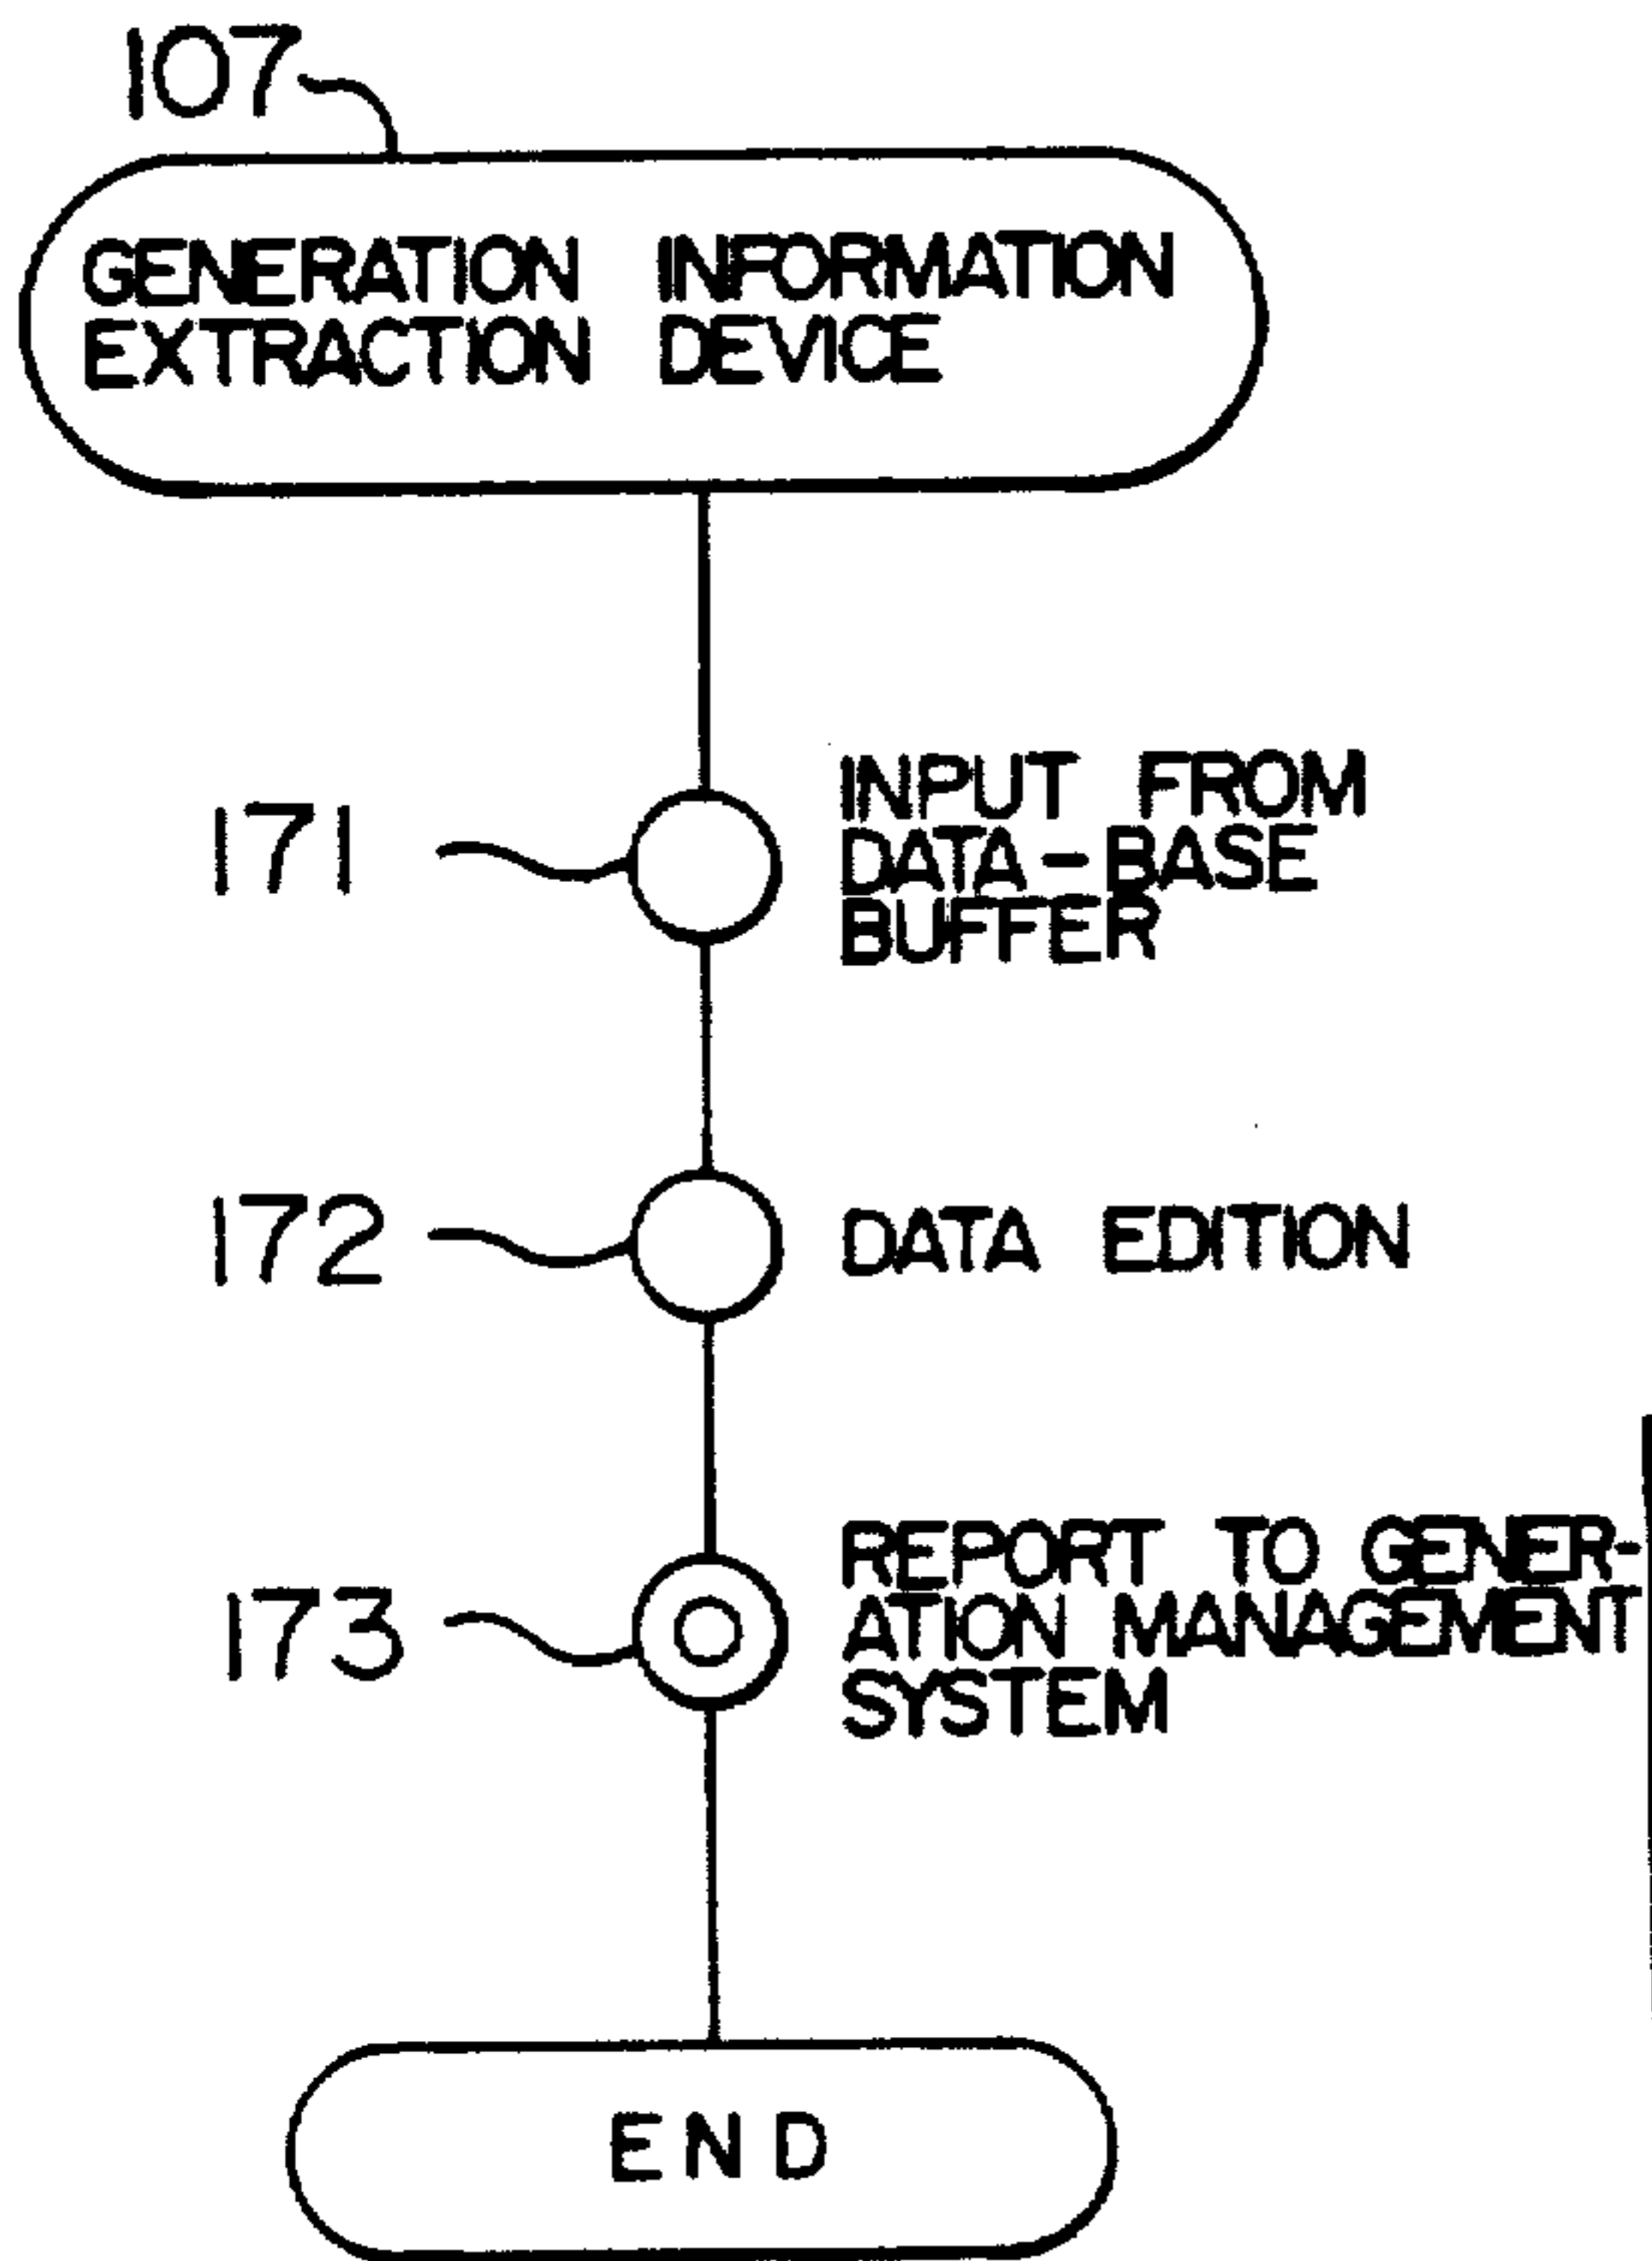 107
GENERATION INFORMATION
EXTRACTION DEVICE
171
INPUT FROM
DATA-BASE
BUFFER
172
DATA EDITION
173
REPORT TO GENER-
ATION MANAGEMENT
SYSTEM
END